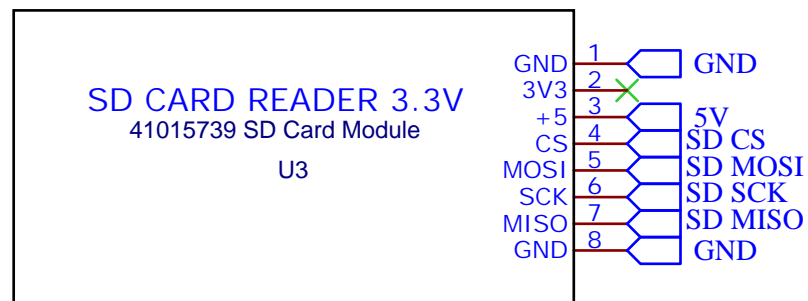 GND 1 GND
SD CARD READER 3.3V
3V3 2
41015739 SD Card Module
+5 3 5V
CS 4 SD CS
U3
MOSI 5 SD MOSI
SCK 6 SD SCK
MISO 7 SD MISO
GND 8 GND